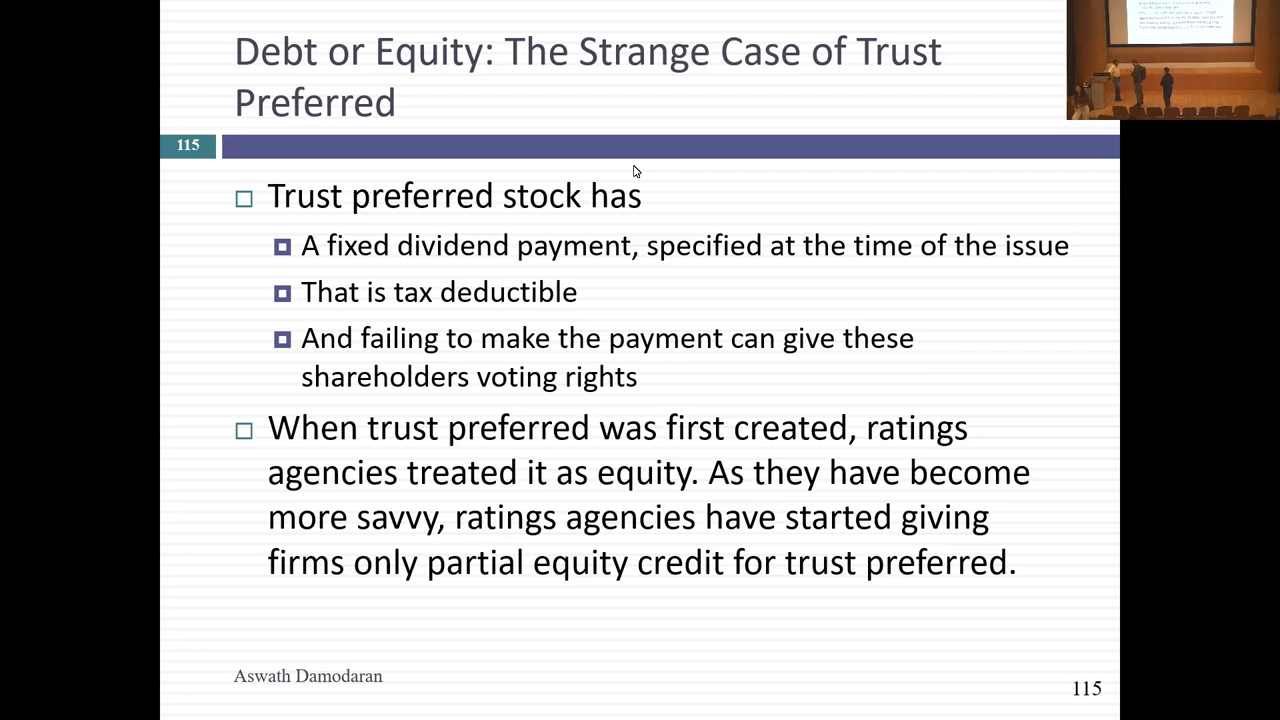 Debt or Equity: The Strange Case of Trust
Preferred
115
Trust preferred stock has
A fixed dividend payment, specified at the time of the issue
That is tax deductible
And failing to make the payment can give these
shareholders voting rights
When trust preferred was first created, ratings
agencies treated it as equity. As they have become
more savvy, ratings agencies have started giving
firms only partial equity credit for trust preferred.
Aswath Damodaran
115